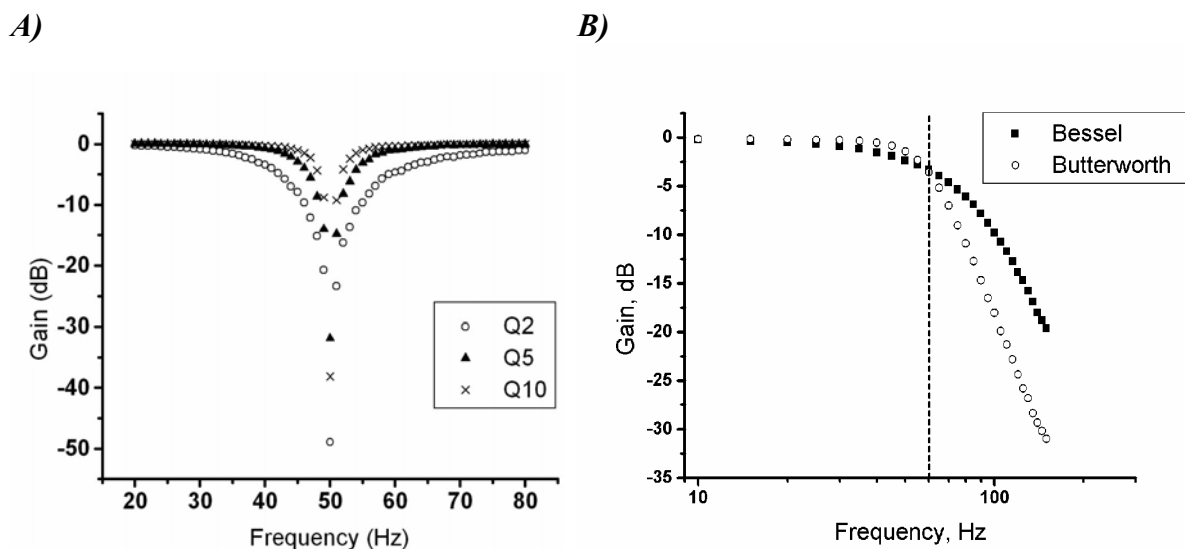 A)
0
-10
-20
-30
-40
-50
Gain (dB)
Q2
Q5
Q10
20 30 40 50 60 70 80
Frequency (Hz)
B)
0
-5
-10
-15
-20
-25
-30
-35
Gain, dB
Bessel
Butterworth
10 100
Frequency, Hz